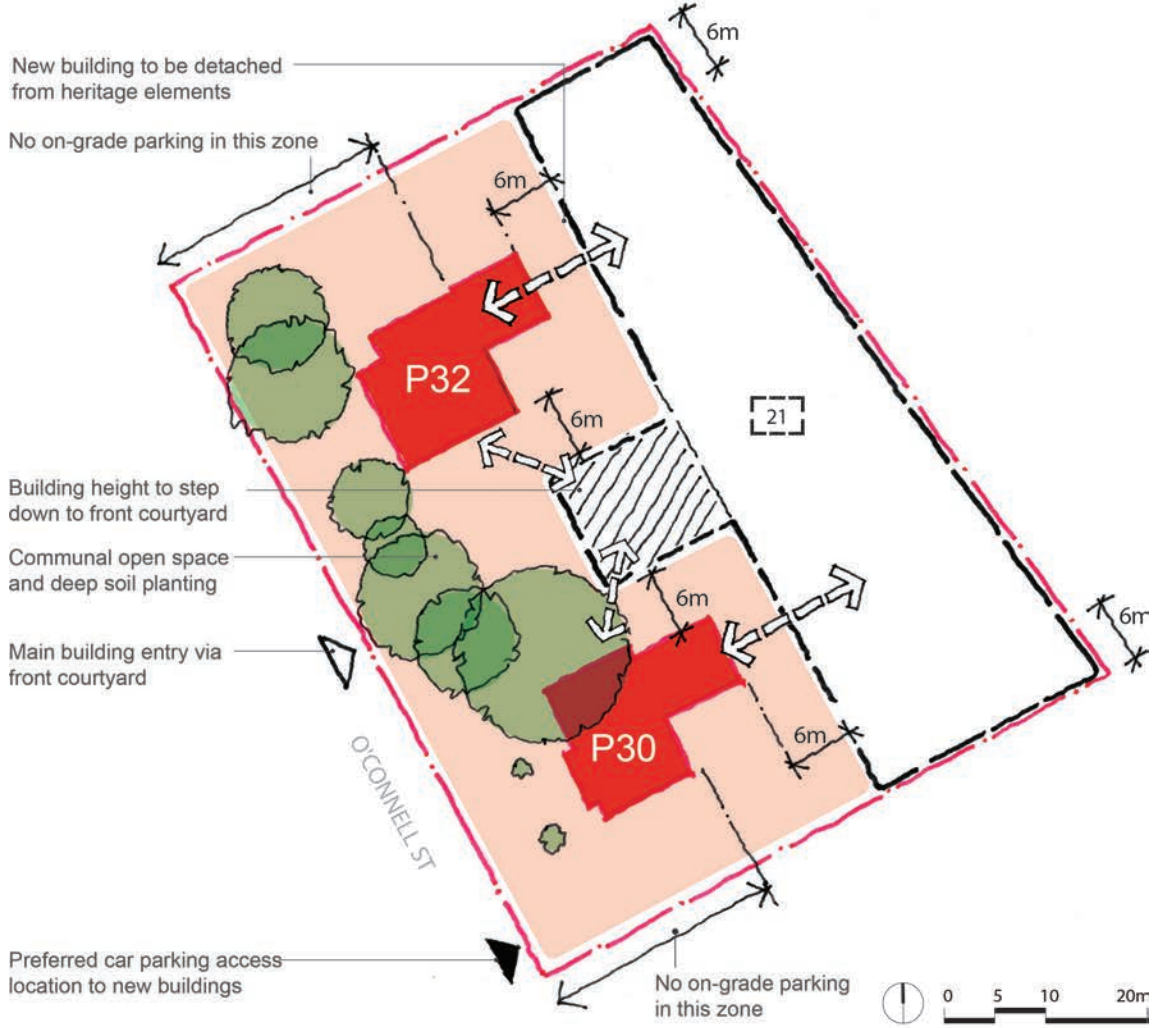 New building to be detached
from heritage elements
No on-grade parking in this zone
6m
6m
P32
6m
21
Building height to step
down to front courtyard
Communal open space
and deep soil planting
6m
6m
Main building entry via
front courtyard
P30
6m
O'CONNELL ST
Preferred car parking access
location to new buildings
No on-grade parking
in this zone
0 5 10 20m